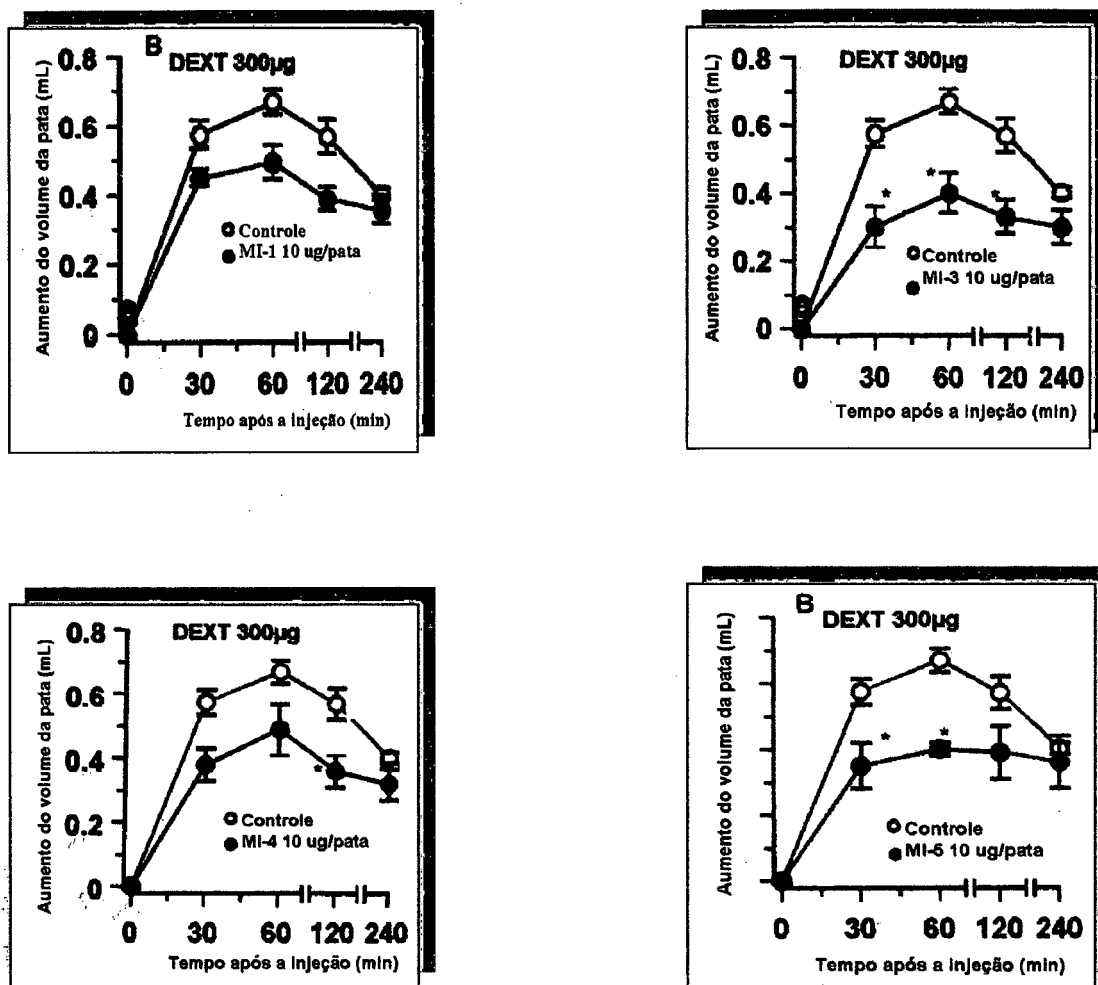 B
DEXT 300µg
Aumento do volume da pata (mL)
0.8
0.6
0.4
0.2
0
Controle
MI-1 10 ug/pata
0 30 60 120 240
Tempo após a injeção (min)
DEXT 300µg
Aumento do volume da pata (mL)
0.8
0.6
0.4
0.2
0
*
*
*
Controle
MI-3 10 ug/pata
0 30 60 120 240
Tempo após a injeção (min)
DEXT 300µg
Aumento do volume da pata (mL)
0.8
0.6
0.4
0.2
0
*
Controle
MI-4 10 ug/pata
0 30 60 120 240
Tempo após a injeção (min)
B
DEXT 300µg
Aumento do volume da pata (mL)
*
*
Controle
MI-5 10 ug/pata
0 30 60 120 240
Tempo após a injeção (min)